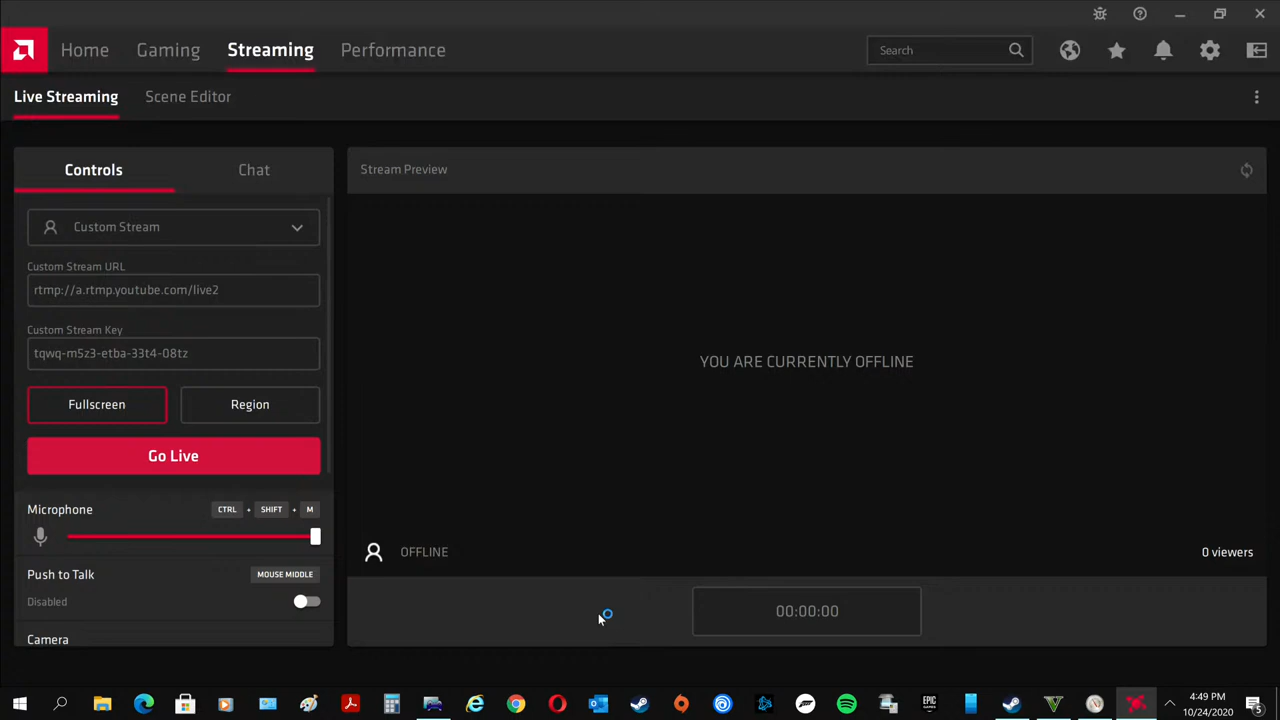 Home Gaming Streaming Performance Search
Live Streaming Scene Editor
Controls Chat
Custom Stream
Custom Stream URL
rtmp://a.rtmp.youtube.com/live2
Custom Stream Key
tqwq-m5z3-etba-33t4-08tz
Fullscreen Region
Go Live
Microphone CTRL + SHIFT + M
Push to Talk MOUSE MIDDLE
Disabled
Camera
Stream Preview
YOU ARE CURRENTLY OFFLINE
OFFLINE 0 viewers
00:00:00
EPIC GAMES
4:49 PM
10/24/2020
5